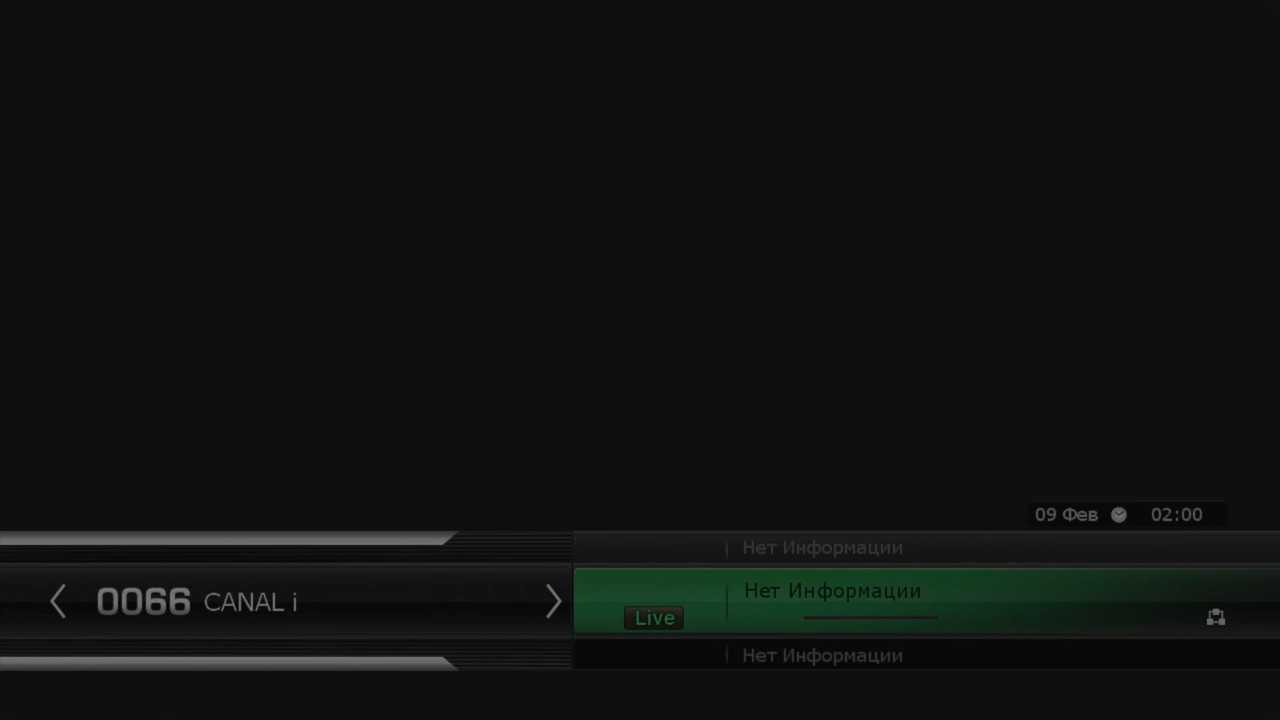 09 Фев 02:00
Нет Информации
0066 CANAL i
Нет Информации
Live
Нет Информации